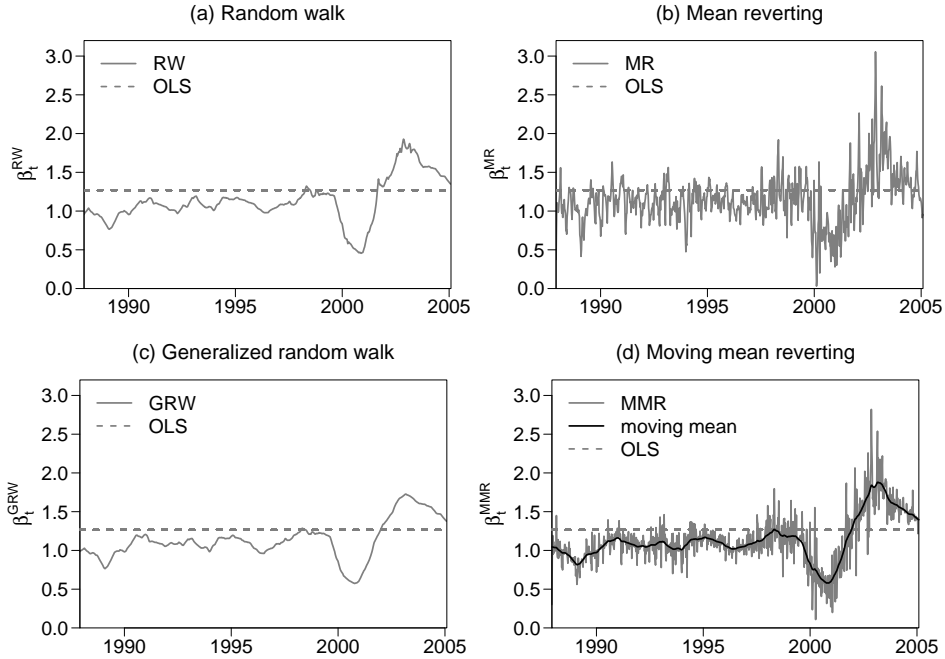 (a) Random walk
3.0
2.5
2.0
1.5
1.0
0.5
0.0
β_t^RW
RW
OLS
1990 1995 2000 2005
(b) Mean reverting
3.0
2.5
2.0
1.5
1.0
0.5
0.0
β_t^MR
MR
OLS
1990 1995 2000 2005
(c) Generalized random walk
3.0
2.5
2.0
1.5
1.0
0.5
0.0
β_t^GRW
GRW
OLS
1990 1995 2000 2005
(d) Moving mean reverting
3.0
2.5
2.0
1.5
1.0
0.5
0.0
β_t^MMR
MMR
moving mean
OLS
1990 1995 2000 2005